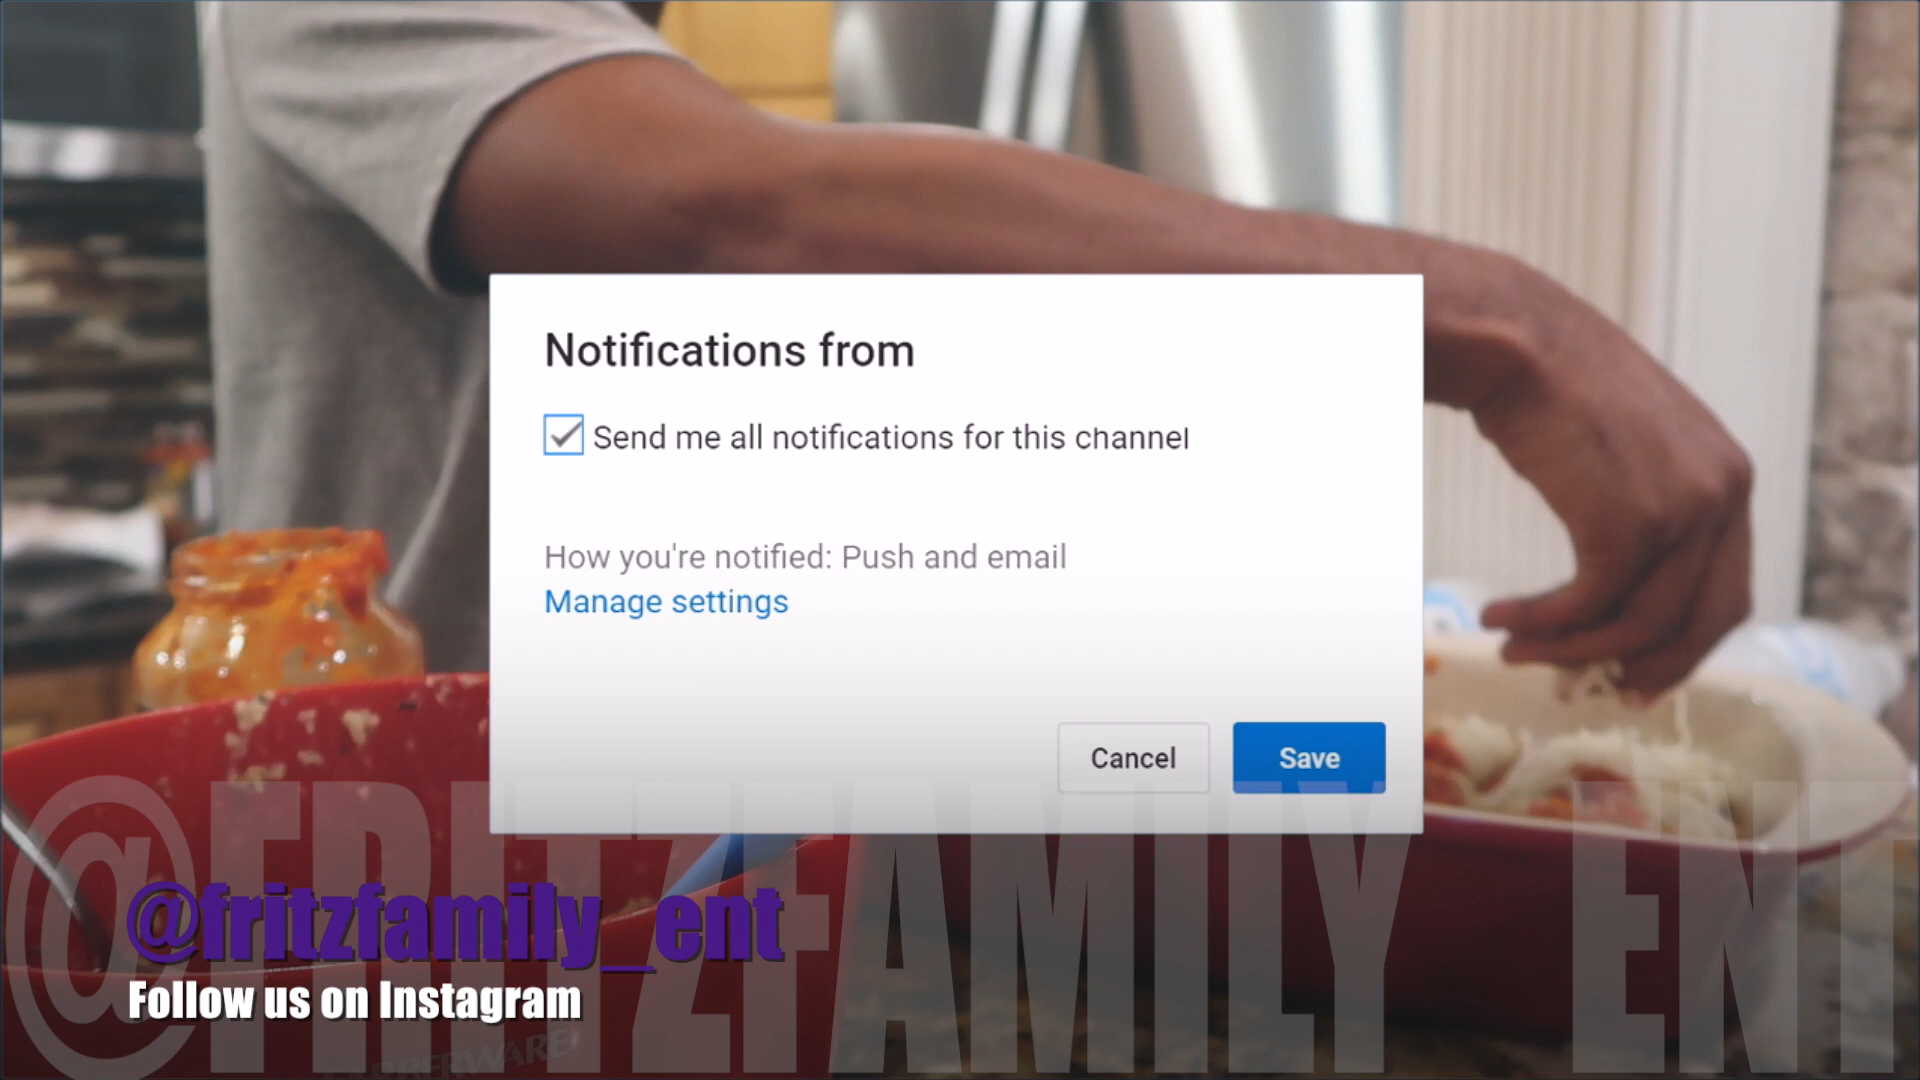 Notifications from
Send me all notifications for this channel
How you're notified: Push and email
Manage settings
Cancel
Save
@FRITZFAMILY_ENT
@fritzfamily_ent
Follow us on Instagram
FARBERWARE